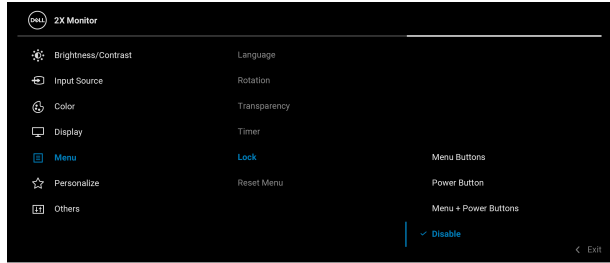 DELL 2X Monitor
Brightness/Contrast Language
Input Source Rotation
Color Transparency
Display Timer
Menu Lock Menu Buttons
Personalize Reset Menu Power Button
Others Menu + Power Buttons
Disable
Exit